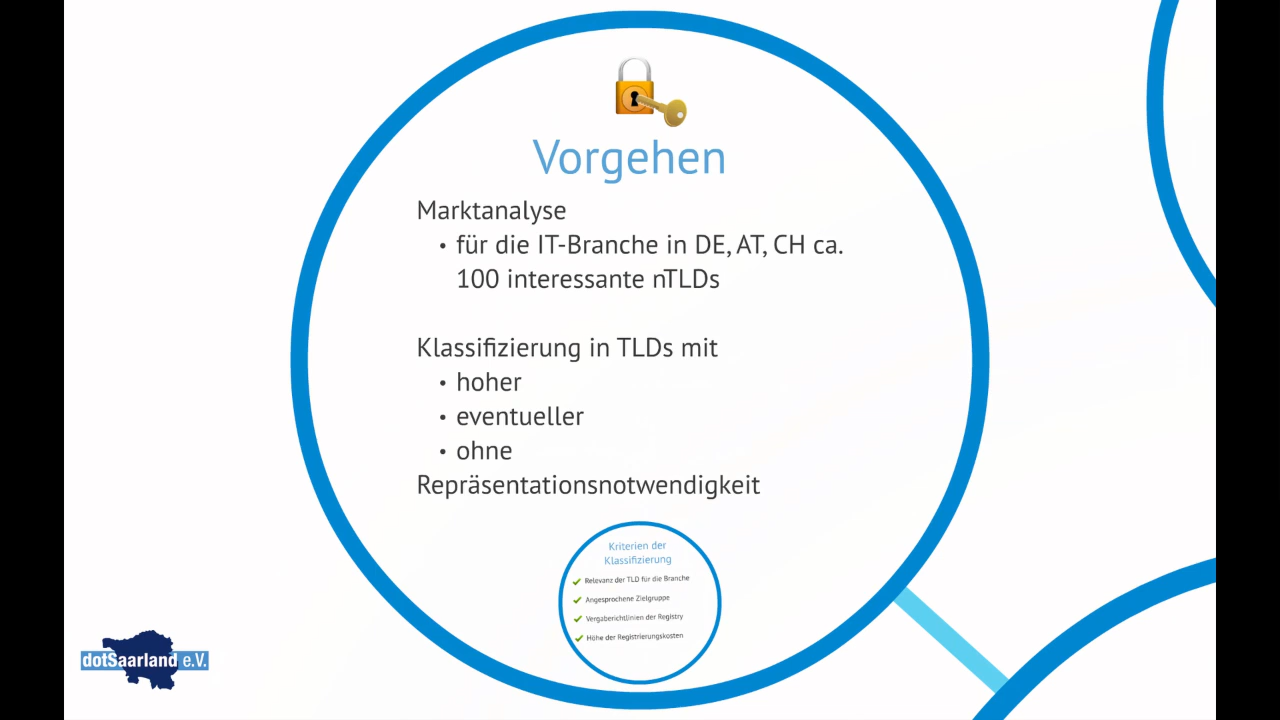 Vorgehen
Marktanalyse
• für die IT-Branche in DE, AT, CH ca.
100 interessante nTLDs
Klassifizierung in TLDs mit
• hoher
• eventueller
• ohne
Repräsentationsnotwendigkeit
Kriterien der
Klassifizierung
Relevanz der TLD für die Branche
Angesprochene Zielgruppe
Vergaberichtlinien der Registry
Höhe der Registrierungskosten
dotSaarland e.V.